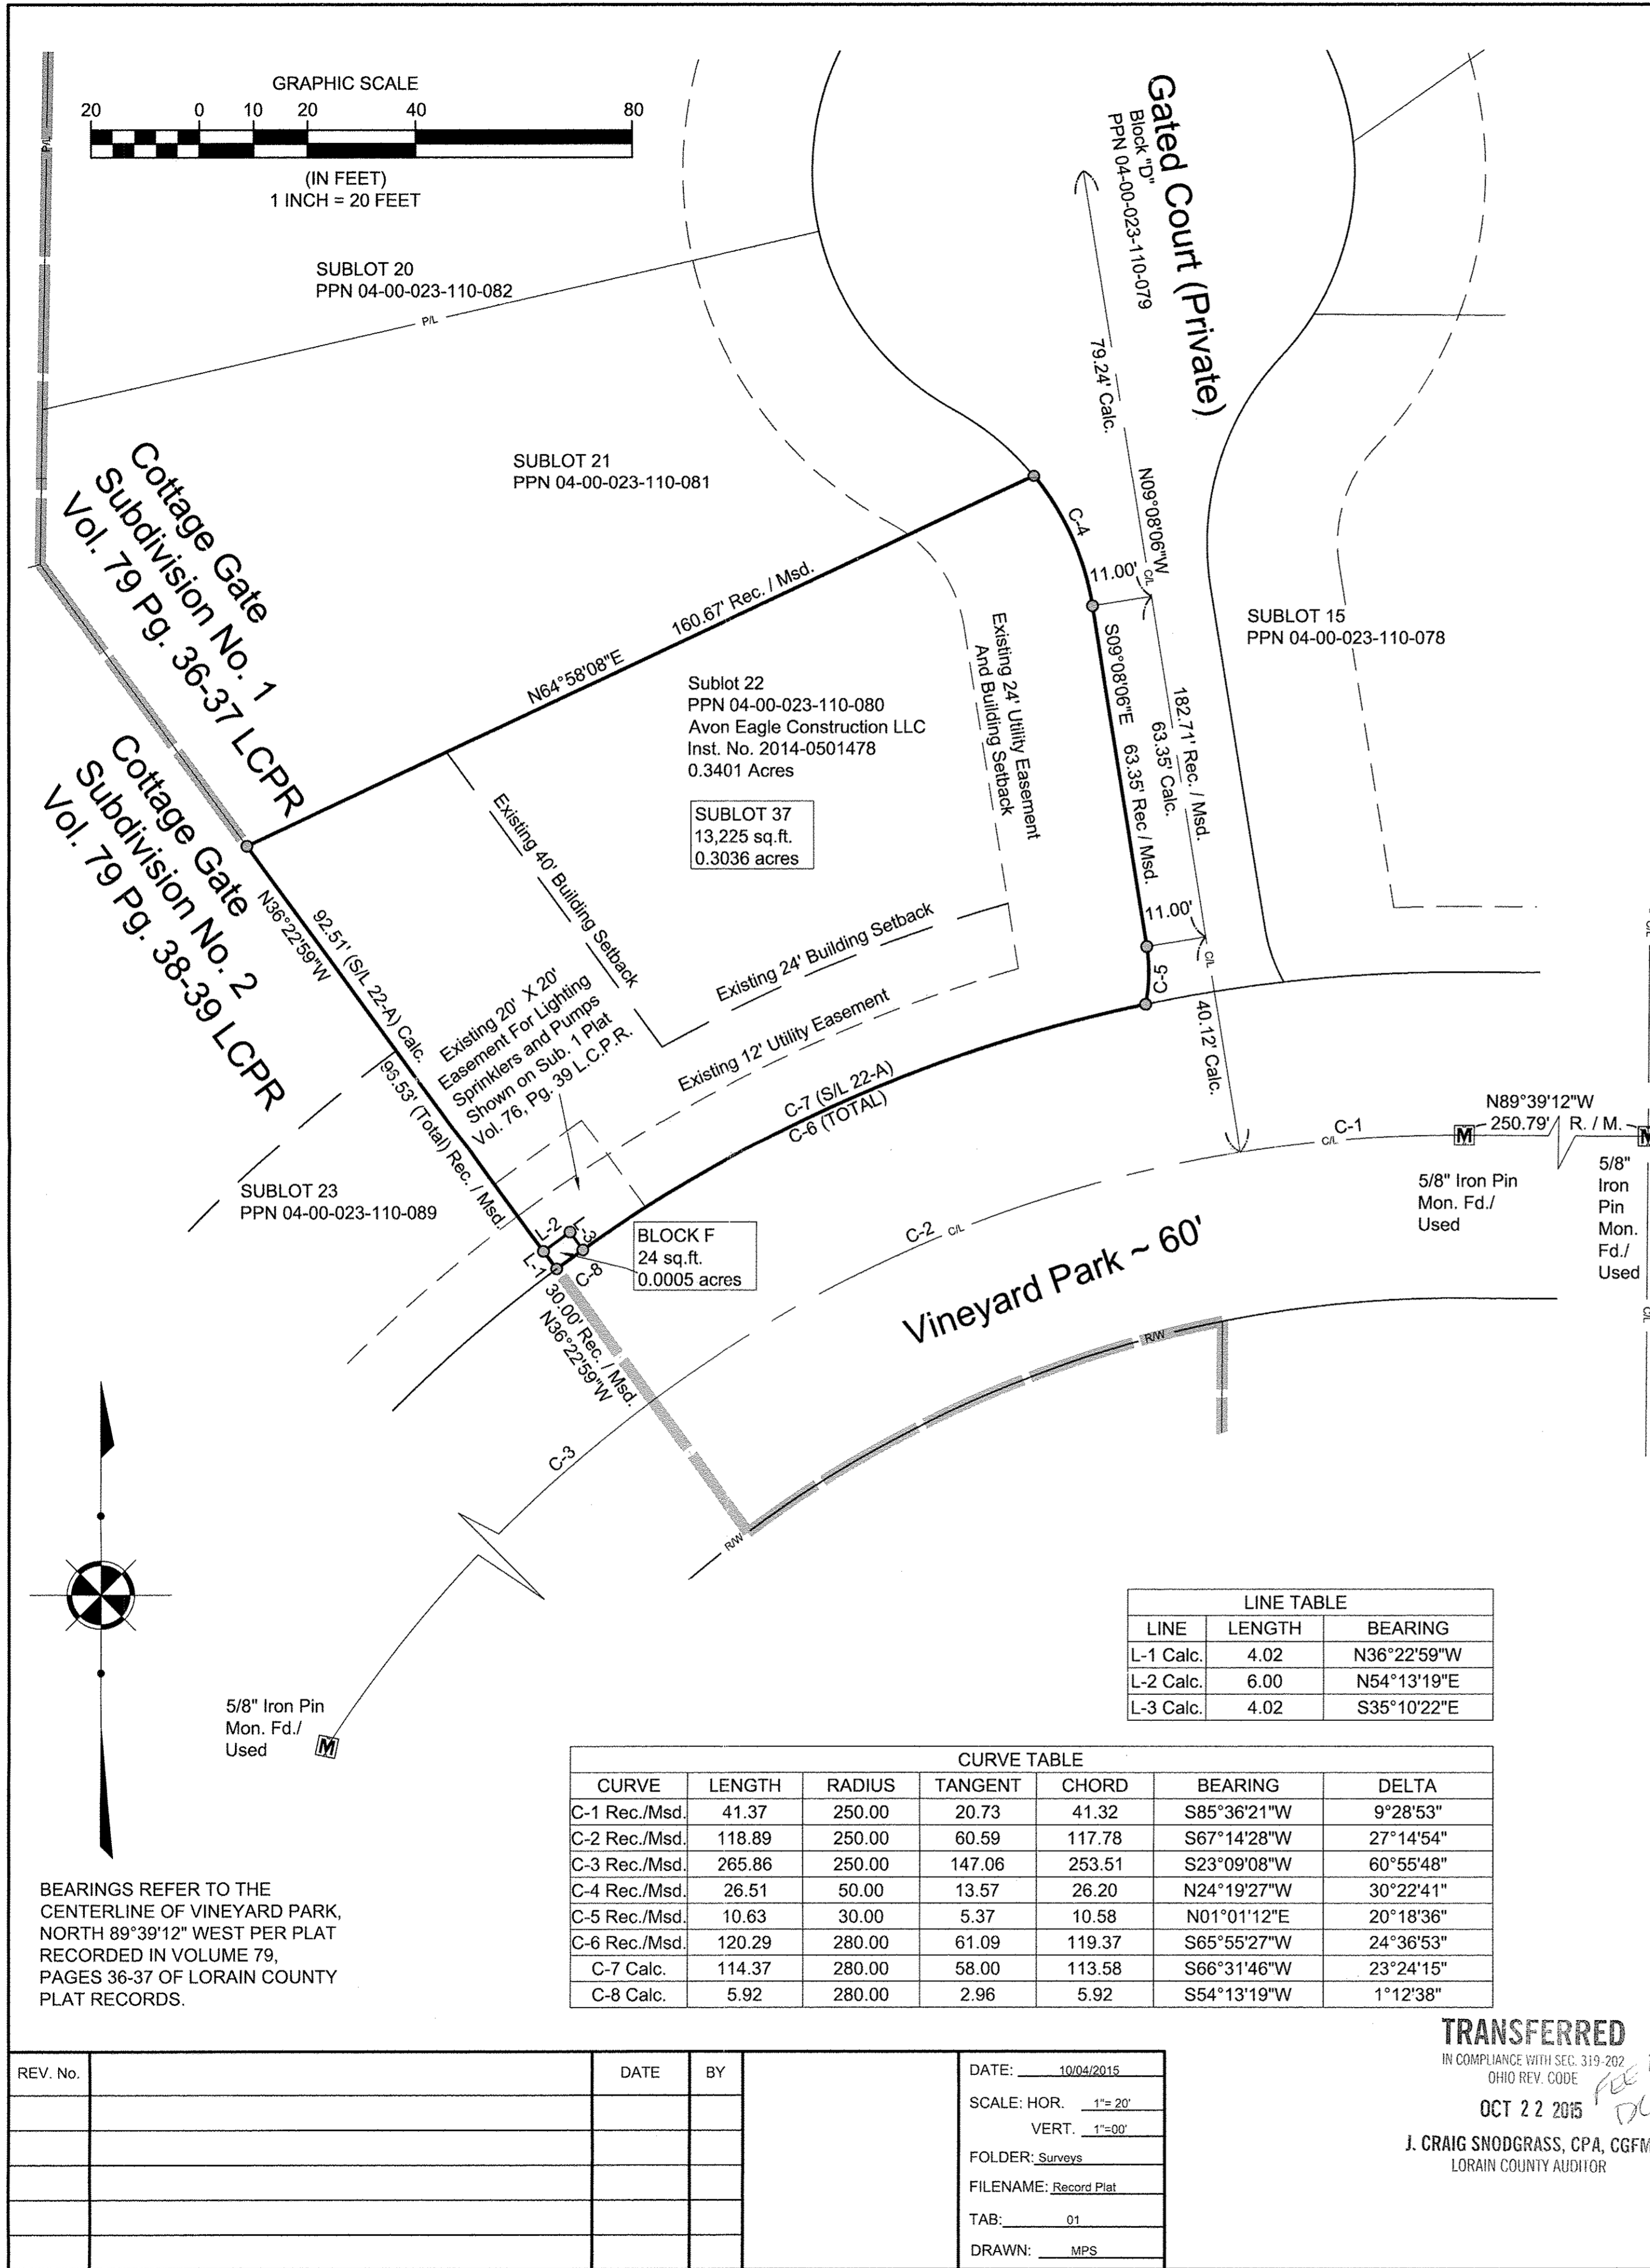 GRAPHIC SCALE
20 0 10 20 40 80
(IN FEET)
1 INCH = 20 FEET
P/L
Gated Court (Private)
Block "D"
PPN 04-00-023-110-079
79.24' Calc.
N09°08'06"W
SUBLOT 20
PPN 04-00-023-110-082
P/L
SUBLOT 21
PPN 04-00-023-110-081
Cottage Gate
Subdivision No. 1
Vol. 79 Pg. 36-37 LCPR
Cottage Gate
Subdivision No. 2
Vol. 79 Pg. 38-39 LCPR
C-4
11.00'
C/L
160.67' Rec. / Msd.
N64°58'08"E
SUBLOT 15
PPN 04-00-023-110-078
Existing 24' Utility Easement
And Building Setback
S09°08'06"E 63.35' Rec / Msd.
182.71' Rec. / Msd.
63.35' Calc.
Sublot 22
PPN 04-00-023-110-080
Avon Eagle Construction LLC
Inst. No. 2014-0501478
0.3401 Acres
SUBLOT 37
13,225 sq.ft.
0.3036 acres
Existing 40' Building Setback
N36°22'59"W
92.51' (S/L 22-A) Calc.
96.53' (Total) Rec. / Msd.
11.00'
C/L
C-5
40.12' Calc.
C/L
Existing 24' Building Setback
Existing 12' Utility Easement
Existing 20' X 20'
Easement For Lighting
Sprinklers and Pumps
Shown on Sub. 1 Plat
Vol. 76, Pg. 39 L.C.P.R.
C-7 (S/L 22-A)
C-6 (TOTAL)
N89°39'12"W
250.79' R. / M.
C-1
C/L
M
M
5/8" Iron Pin
Mon. Fd./
Used
5/8"
Iron
Pin
Mon.
Fd./
Used
C/L
SUBLOT 23
PPN 04-00-023-110-089
L-2
L-3
L-1
C-8
BLOCK F
24 sq.ft.
0.0005 acres
C-2
C/L
Vineyard Park ~ 60'
30.00' Rec. / Msd.
N36°22'59"W
R/W
C-3
R/W
5/8" Iron Pin
Mon. Fd./
Used
M
LINE TABLE
LINE LENGTH BEARING
L-1 Calc. 4.02 N36°22'59"W
L-2 Calc. 6.00 N54°13'19"E
L-3 Calc. 4.02 S35°10'22"E
CURVE TABLE
CURVE LENGTH RADIUS TANGENT CHORD BEARING DELTA
C-1 Rec./Msd. 41.37 250.00 20.73 41.32 S85°36'21"W 9°28'53"
C-2 Rec./Msd. 118.89 250.00 60.59 117.78 S67°14'28"W 27°14'54"
C-3 Rec./Msd. 265.86 250.00 147.06 253.51 S23°09'08"W 60°55'48"
C-4 Rec./Msd. 26.51 50.00 13.57 26.20 N24°19'27"W 30°22'41"
C-5 Rec./Msd. 10.63 30.00 5.37 10.58 N01°01'12"E 20°18'36"
C-6 Rec./Msd. 120.29 280.00 61.09 119.37 S65°55'27"W 24°36'53"
C-7 Calc. 114.37 280.00 58.00 113.58 S66°31'46"W 23°24'15"
C-8 Calc. 5.92 280.00 2.96 5.92 S54°13'19"W 1°12'38"
BEARINGS REFER TO THE
CENTERLINE OF VINEYARD PARK,
NORTH 89°39'12" WEST PER PLAT
RECORDED IN VOLUME 79,
PAGES 36-37 OF LORAIN COUNTY
PLAT RECORDS.
TRANSFERRED
IN COMPLIANCE WITH SEC. 319-202
OHIO REV. CODE
OCT 22 2015
J. CRAIG SNODGRASS, CPA, CGFM
LORAIN COUNTY AUDITOR
REV. No. DATE BY
DATE: 10/04/2015
SCALE: HOR. 1"= 20'
VERT. 1"=00'
FOLDER: Surveys
FILENAME: Record Plat
TAB: 01
DRAWN: MPS